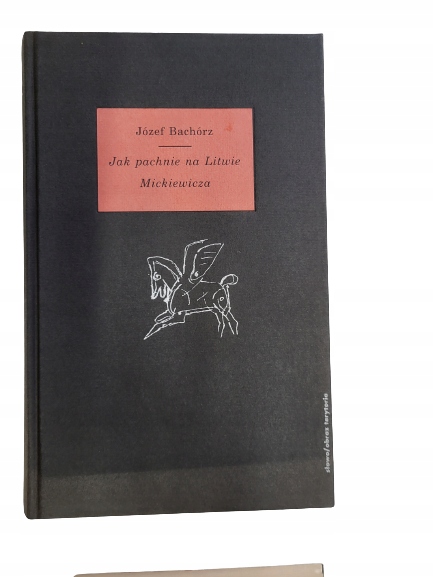 Józef Bachórz
Jak pachnie na Litwie
Mickiewicza
słowo/obraz terytoria